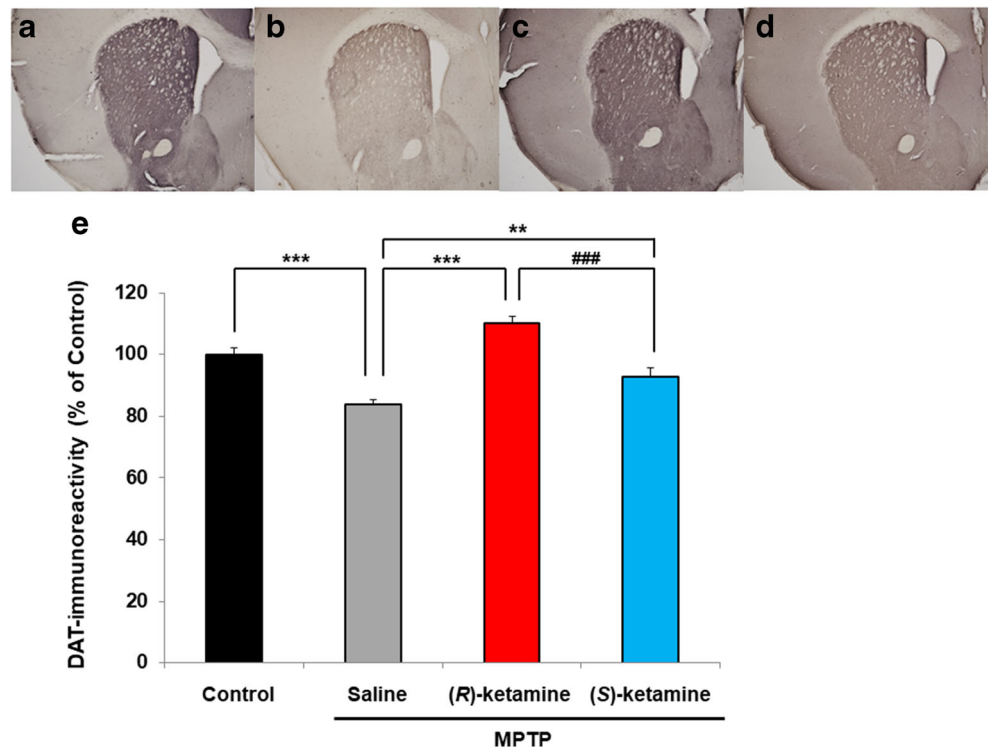 a b c d
e
**
*** *** ###
DAT-immunoreactivity (% of Control)
120
100
80
60
40
20
0
Control Saline (R)-ketamine (S)-ketamine
MPTP